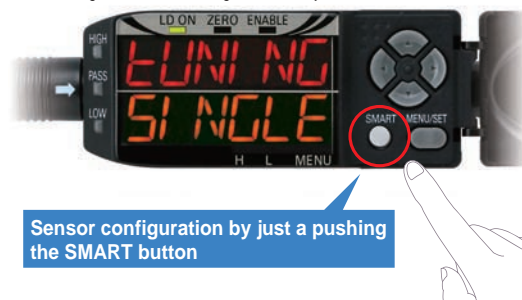 LD ON ZERO ENABLE
HIGH
PASS
LOW
tUNI NG
SI NGLE
SMART MENU/SET
H L MENU
Sensor configuration by just a pushing
the SMART button